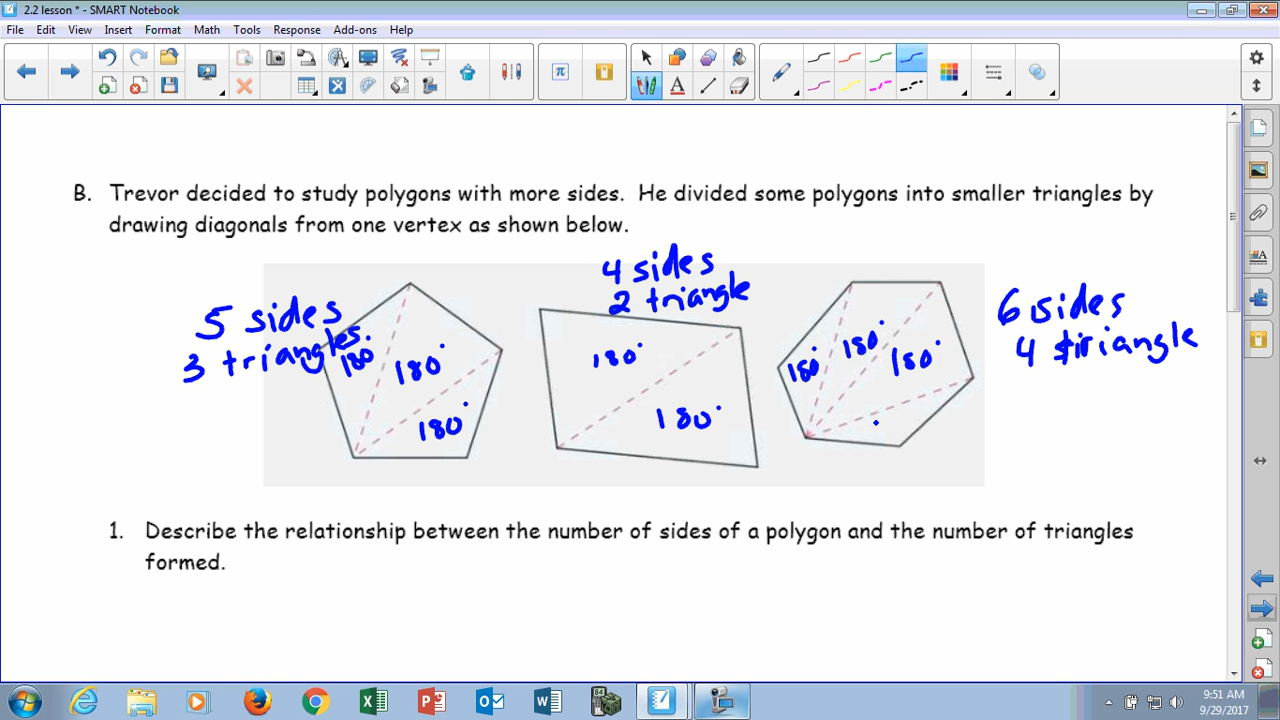 2.2 lesson * - SMART Notebook
File Edit View Insert Format Math Tools Response Add-ons Help
B. Trevor decided to study polygons with more sides. He divided some polygons into smaller triangles by
drawing diagonals from one vertex as shown below.
5 sides
3 triangles.
180
180°
180°
4 sides
2 triangle
180°
180°
6 sides
4 triangle
180°
180°
180°
1. Describe the relationship between the number of sides of a polygon and the number of triangles
formed.
9:51 AM
9/29/2017